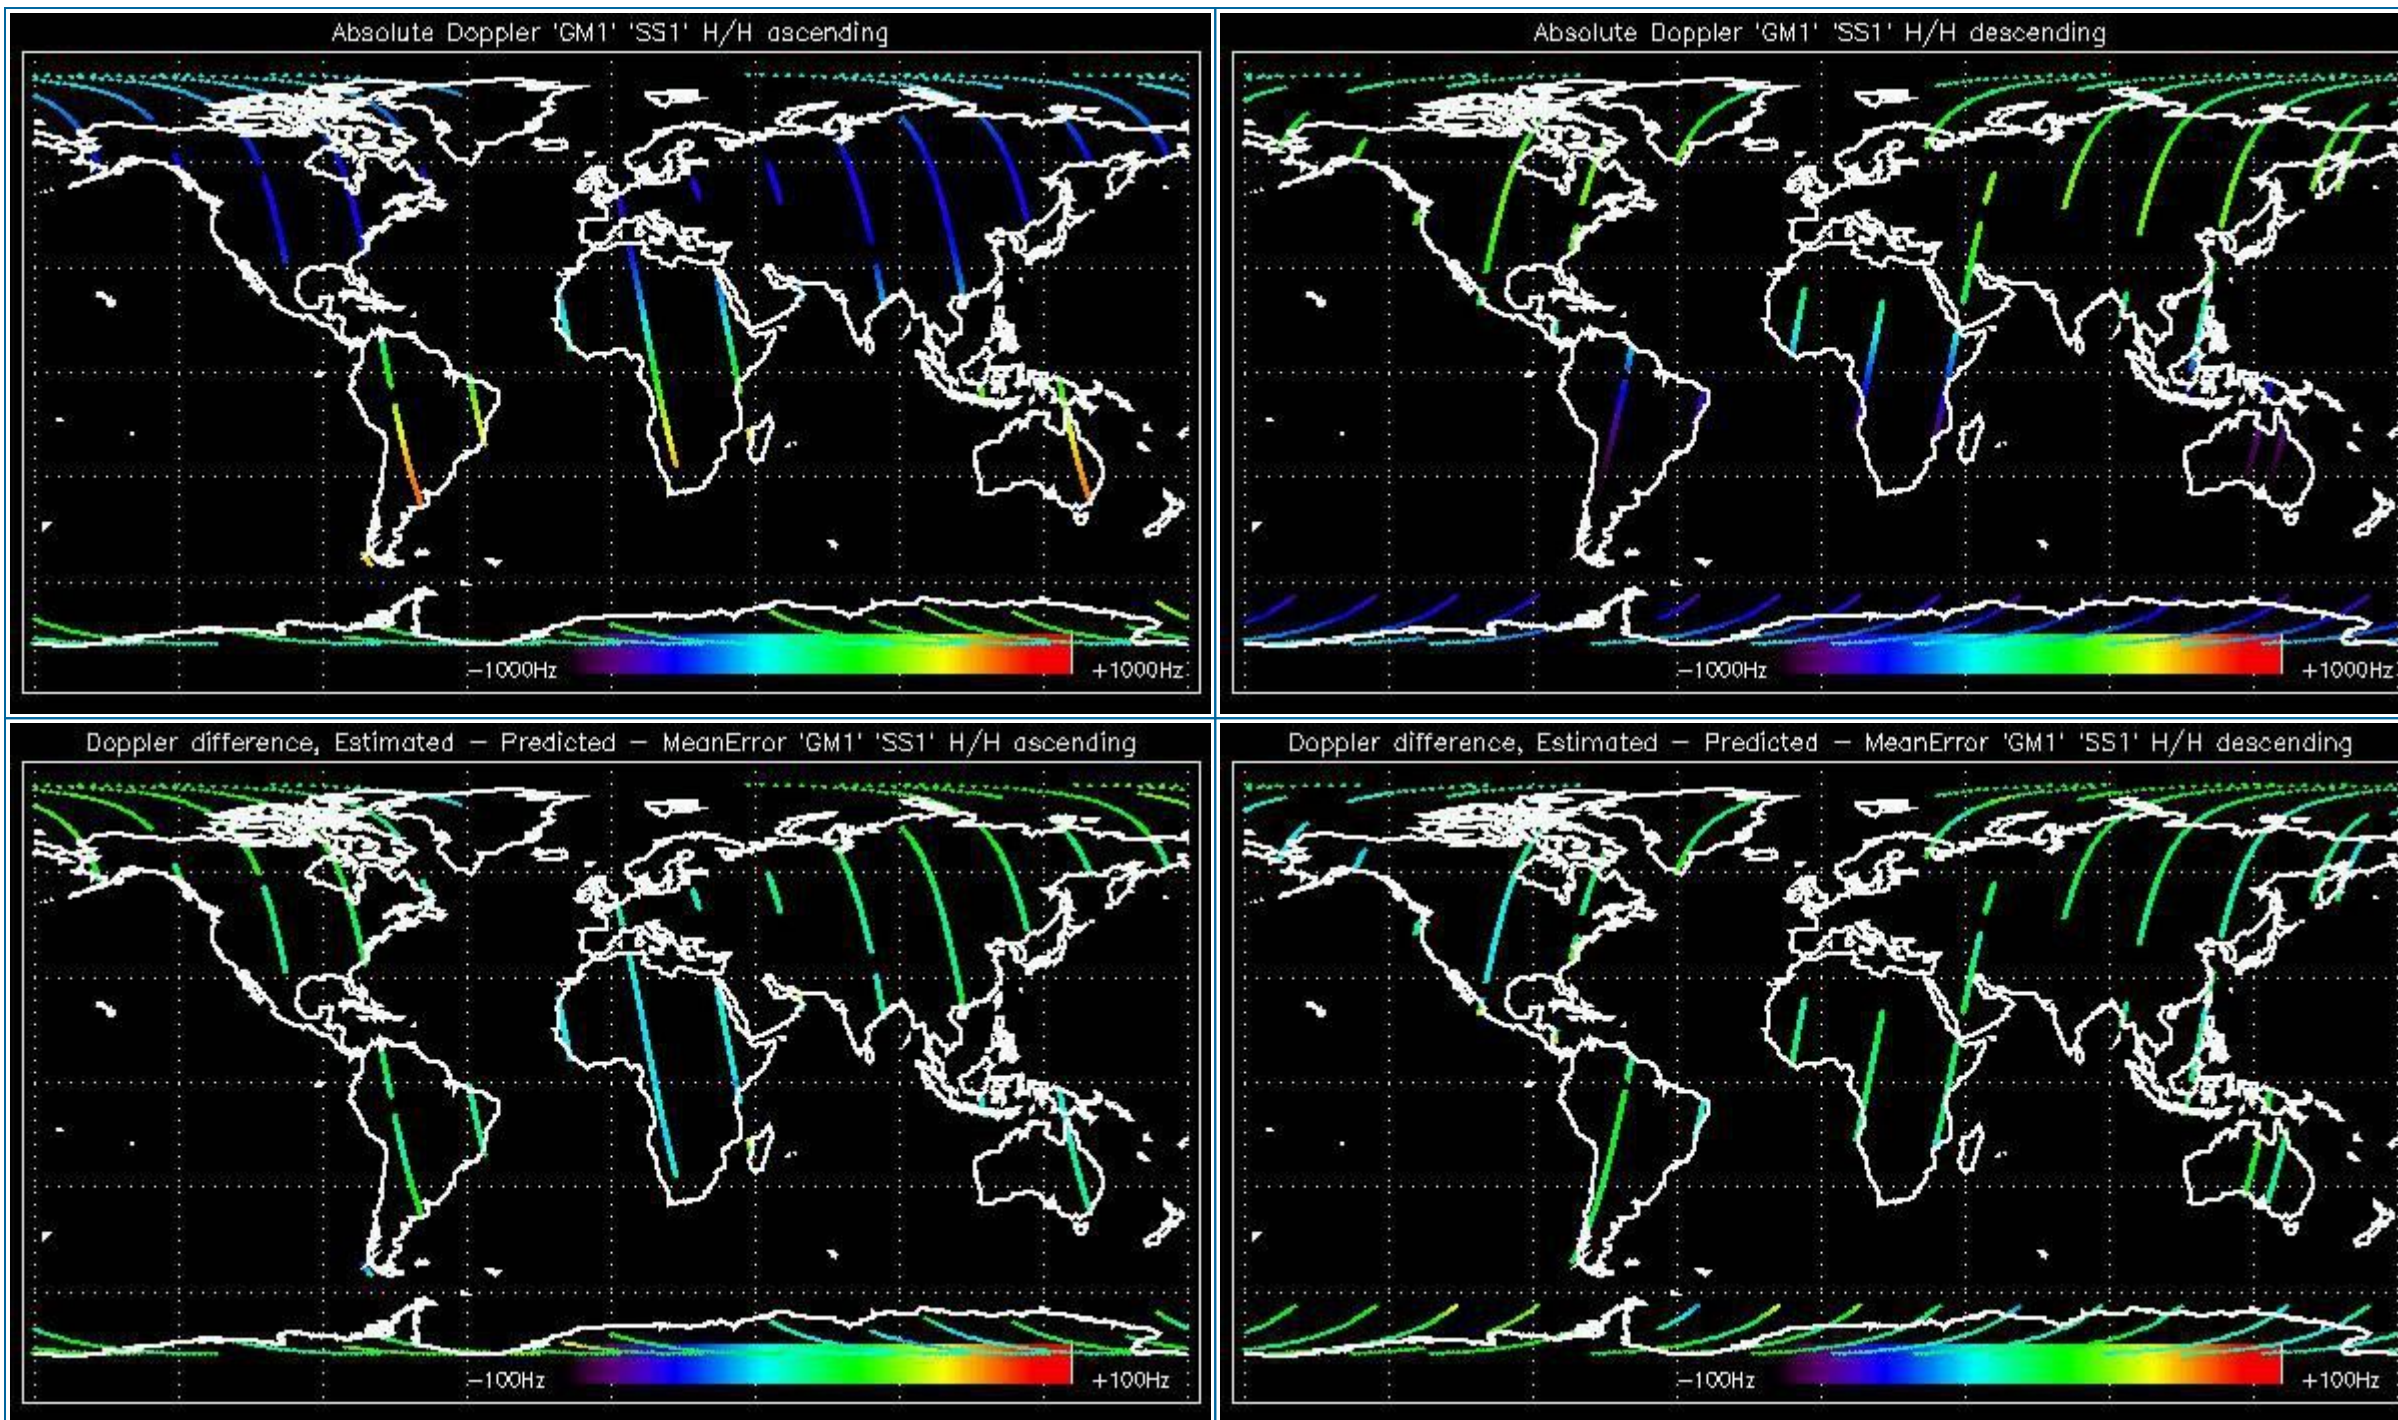 Absolute Doppler 'GM1' 'SS1' H/H ascending
-1000Hz
+1000Hz
Absolute Doppler 'GM1' 'SS1' H/H descending
-1000Hz
+1000Hz
Doppler difference, Estimated - Predicted - MeanError 'GM1' 'SS1' H/H ascending
-100Hz
+100Hz
Doppler difference, Estimated - Predicted - MeanError 'GM1' 'SS1' H/H descending
-100Hz
+100Hz